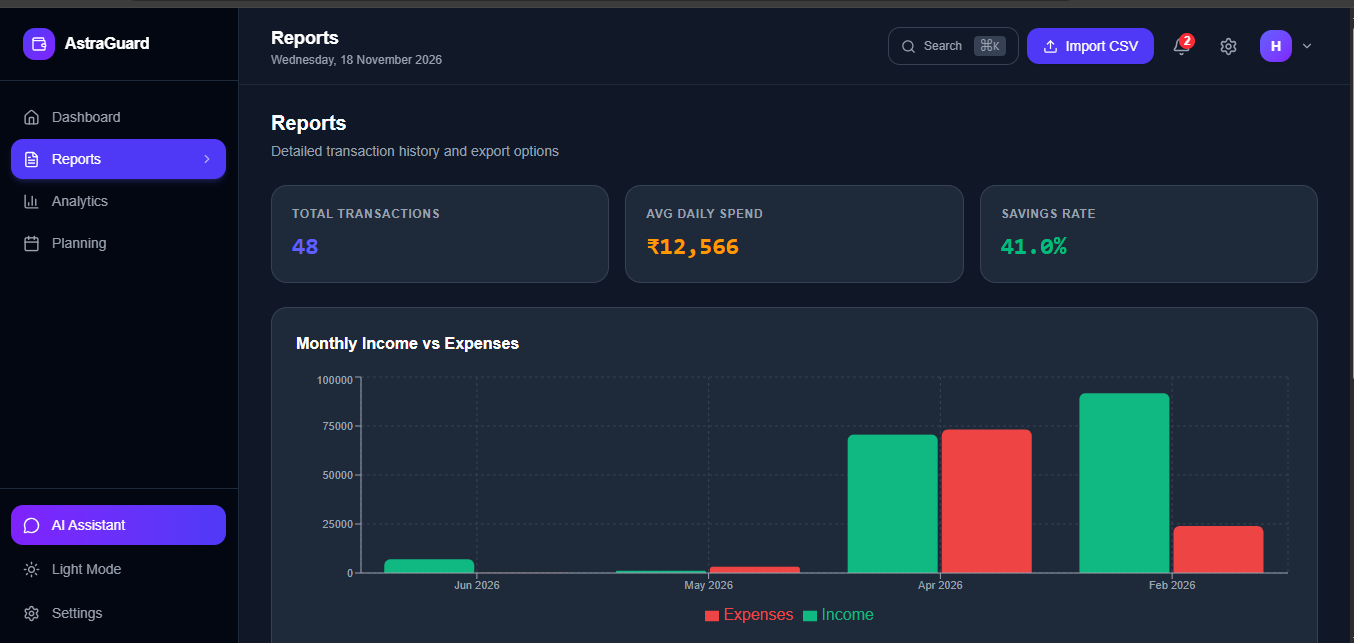 AstraGuard
Dashboard
Reports
Analytics
Planning
AI Assistant
Light Mode
Settings
Reports
Wednesday, 18 November 2026
Search ⌘K
Import CSV
2
H
Reports
Detailed transaction history and export options
TOTAL TRANSACTIONS
48
AVG DAILY SPEND
₹12,566
SAVINGS RATE
41.0%
Monthly Income vs Expenses
100000
75000
50000
25000
0
Jun 2026 May 2026 Apr 2026 Feb 2026
Expenses Income